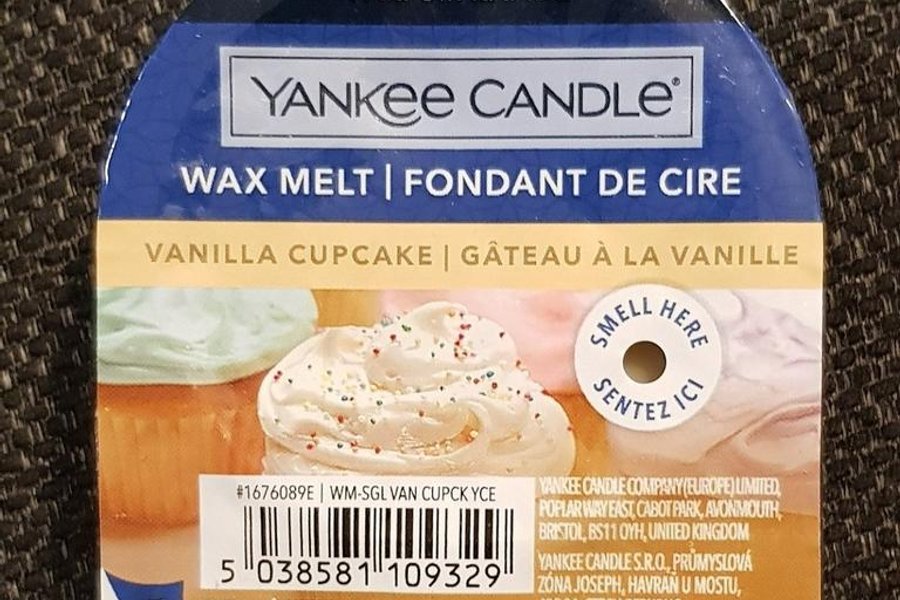 YANKEE CANDLE®
WAX MELT | FONDANT DE CIRE
VANILLA CUPCAKE | GÂTEAU À LA VANILLE
SMELL HERE
SENTEZ ICI
#1676089E | WM-SGL VAN CUPCK YCE
5 038581 109329
YANKEE CANDLE COMPANY (EUROPE) LIMITED,
POPLAR WAY EAST, CABOT PARK, AVONMOUTH,
BRISTOL, BS11 0YH, UNITED KINGDOM
YANKEE CANDLE S.R.O., PRŮMYSLOVÁ
ZÓNA JOSEPH, HAVRAŇ U MOSTU,